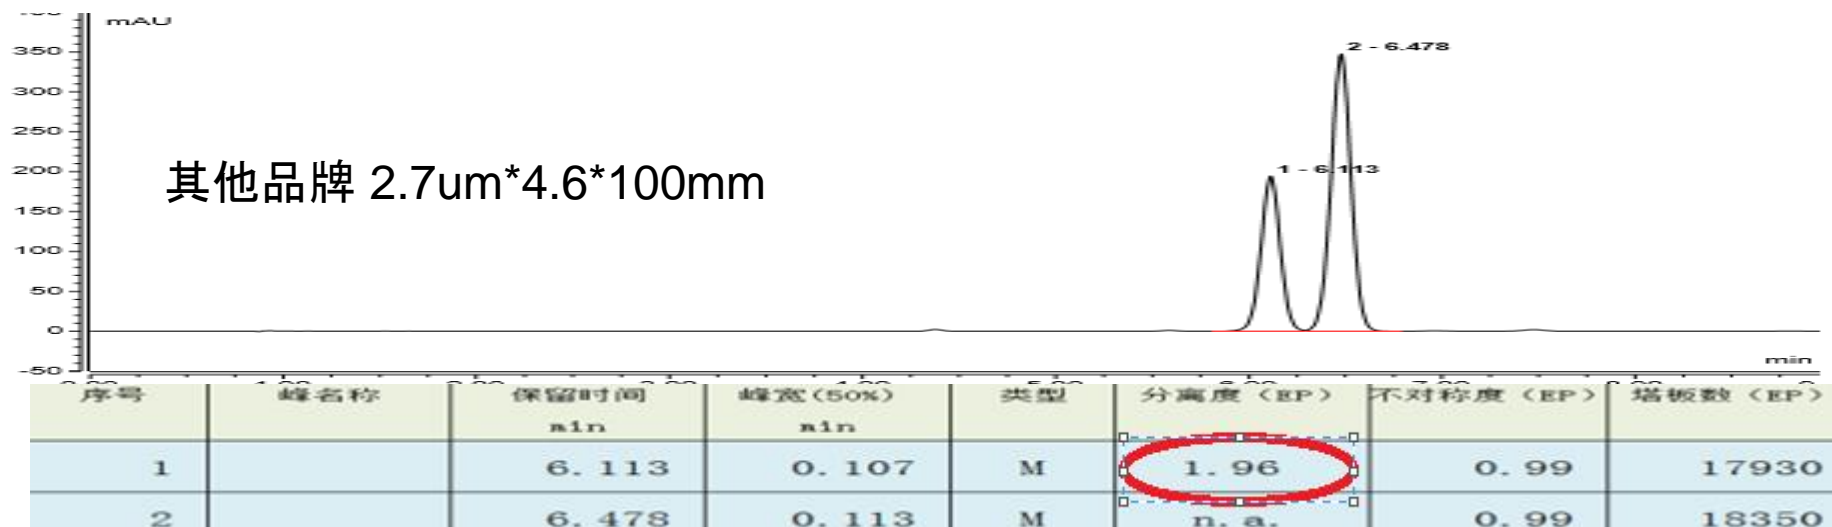 mAU
350
300
250
200
150
100
50
0
-50
2 - 6.478
1 - 6.113
其他品牌 2.7um*4.6*100mm
min
序号 峰名称 保留时间 峰宽(50%) 类型 分离度 (EP) 不对称度 (EP) 塔板数 (EP)
min min
1 6.113 0.107 M 1.96 0.99 17930
2 6.478 0.113 M n.a. 0.99 18350